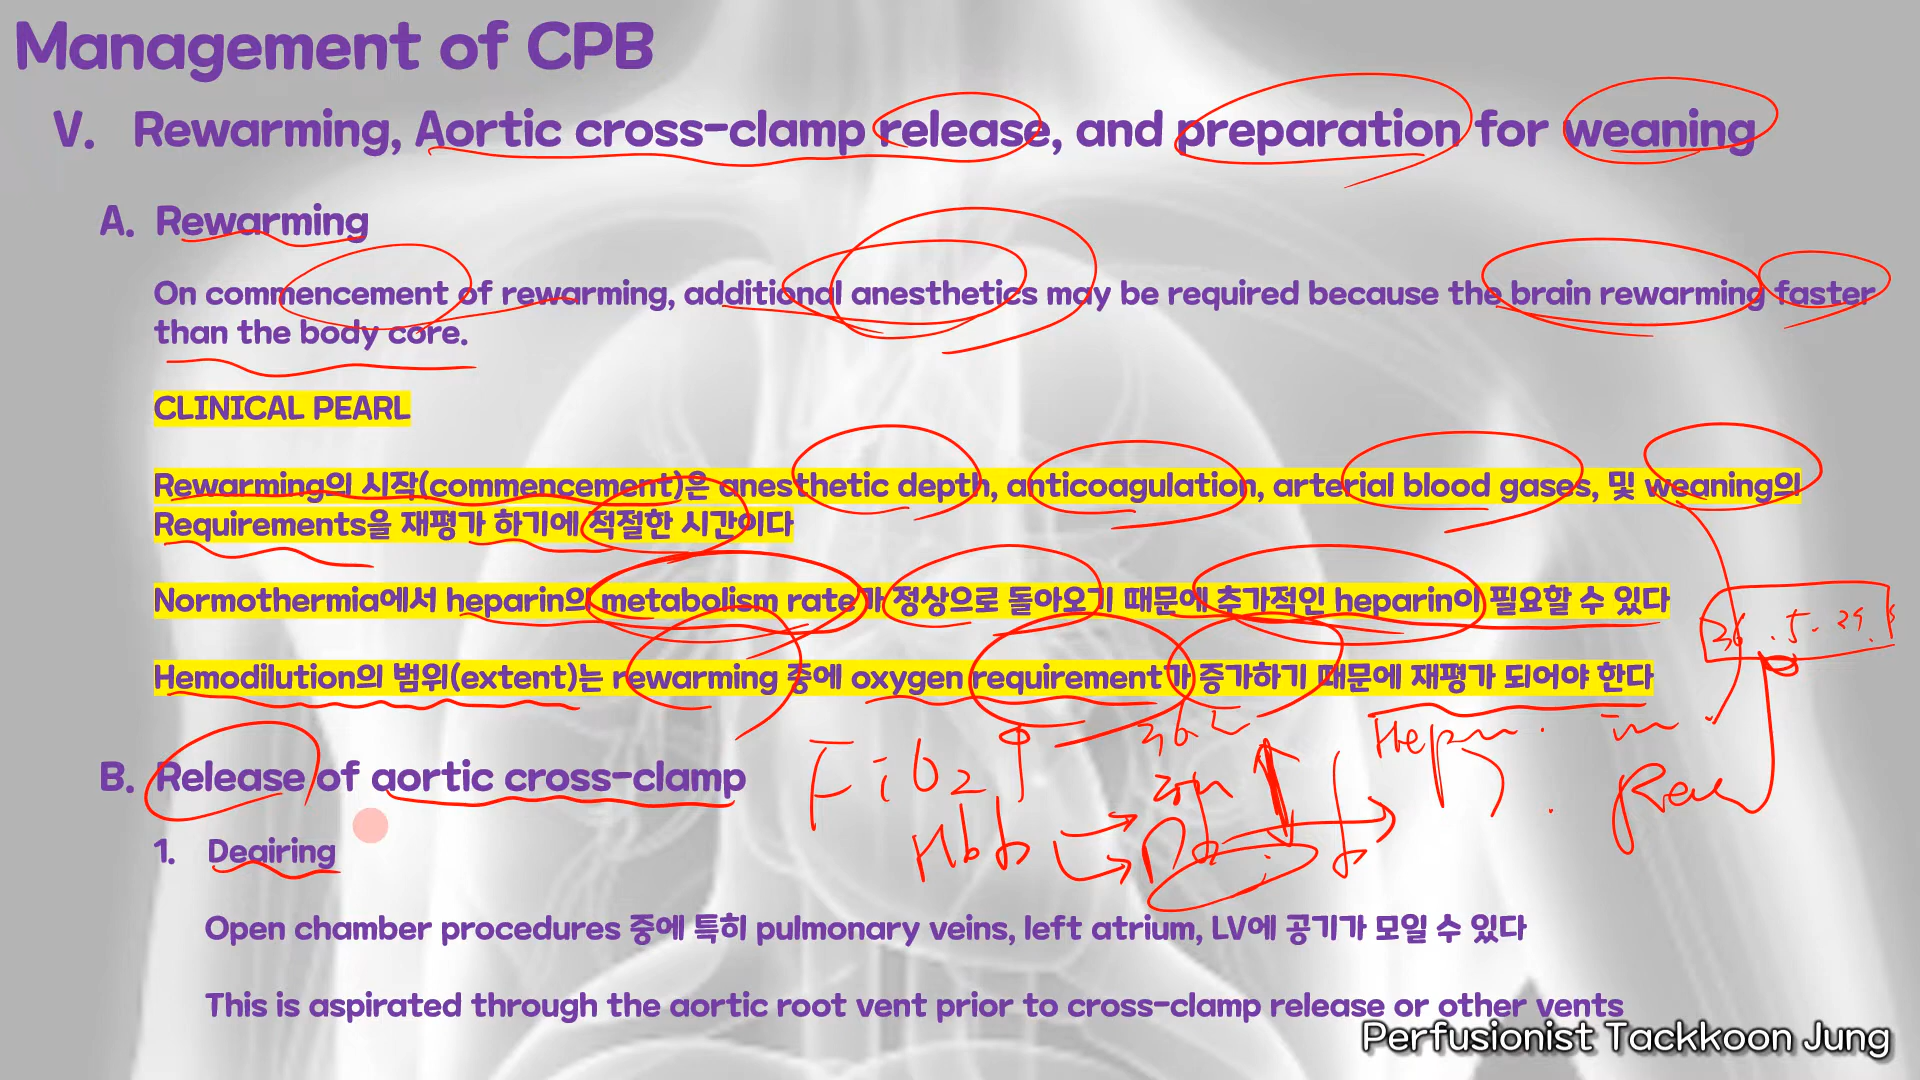 Management of CPB
V. Rewarming, Aortic cross-clamp release, and preparation for weaning
A. Rewarming
On commencement of rewarming, additional anesthetics may be required because the brain rewarming faster
than the body core.
CLINICAL PEARL
Rewarming의 시작(commencement)은 anesthetic depth, anticoagulation, arterial blood gases, 및 weaning의
Requirements을 재평가 하기에 적절한 시간이다
Normothermia에서 heparin의 metabolism rate가 정상으로 돌아오기 때문에 추가적인 heparin이 필요할 수 있다
Hemodilution의 범위(extent)는 rewarming 중에 oxygen requirement가 증가하기 때문에 재평가 되어야 한다
B. Release of aortic cross-clamp
FiO2
1. Deairing
Open chamber procedures 중에 특히 pulmonary veins, left atrium, LV에 공기가 모일 수 있다
This is aspirated through the aortic root vent prior to cross-clamp release or other vents
Perfusionist Tackkoon Jung